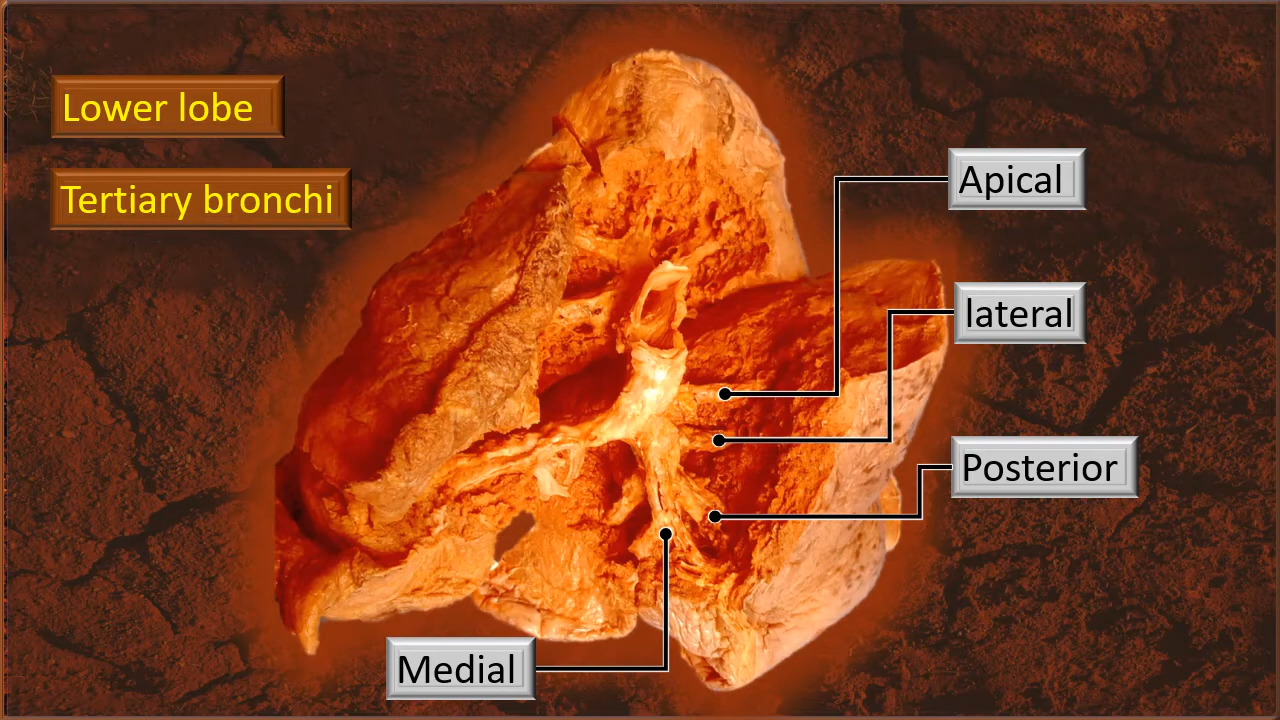 Lower lobe
Tertiary bronchi
Apical
lateral
Posterior
Medial